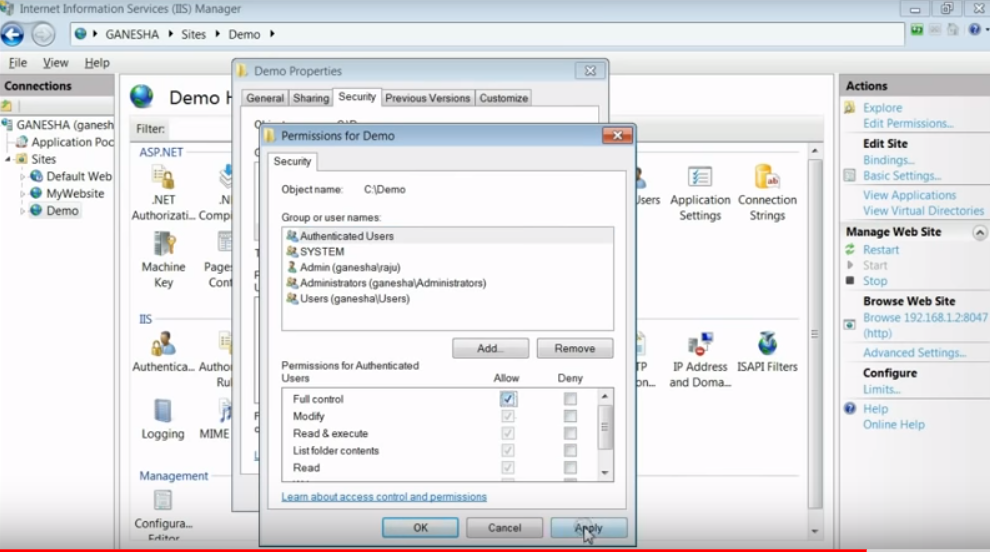 Internet Information Services (IIS) Manager
GANESHA
Sites
Demo
File View Help
Connections
GANESHA (ganesh
Application Poo
Sites
Default Web
MyWebsite
Demo
Demo H
Filter:
ASP.NET
.NET
Authorizati...
Machine
Key
Page
Cont
IIS
Authentica...
Logging
MIME
Management
Configura...
Editor
Demo Properties
General Sharing Security Previous Versions Customize
Permissions for Demo
Security
Object name: C:\Demo
Group or user names:
Authenticated Users
SYSTEM
Admin (ganesha\raju)
Administrators (ganesha\Administrators)
Users (ganesha\Users)
Add... Remove
Permissions for Authenticated
Users
Allow Deny
Full control
Modify
Read & execute
List folder contents
Read
Learn about access control and permissions
OK Cancel Apply
Application
Settings
Connection
Strings
IP Address
and Doma...
ISAPI Filters
Actions
Explore
Edit Permissions...
Edit Site
Bindings...
Basic Settings...
View Applications
View Virtual Directories
Manage Web Site
Restart
Start
Stop
Browse Web Site
Browse 192.168.1.2:8047
(http)
Advanced Settings...
Configure
Limits...
Help
Online Help